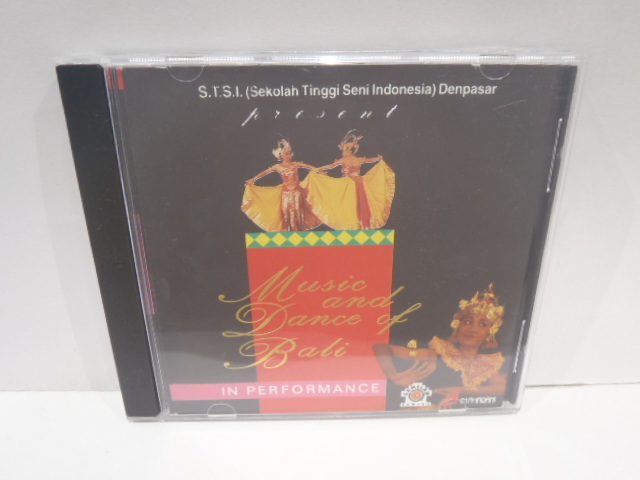 S.T.S.I. (Sekolah Tinggi Seni Indonesia) Denpasar
present
Music
and
Dance of
Bali
IN PERFORMANCE